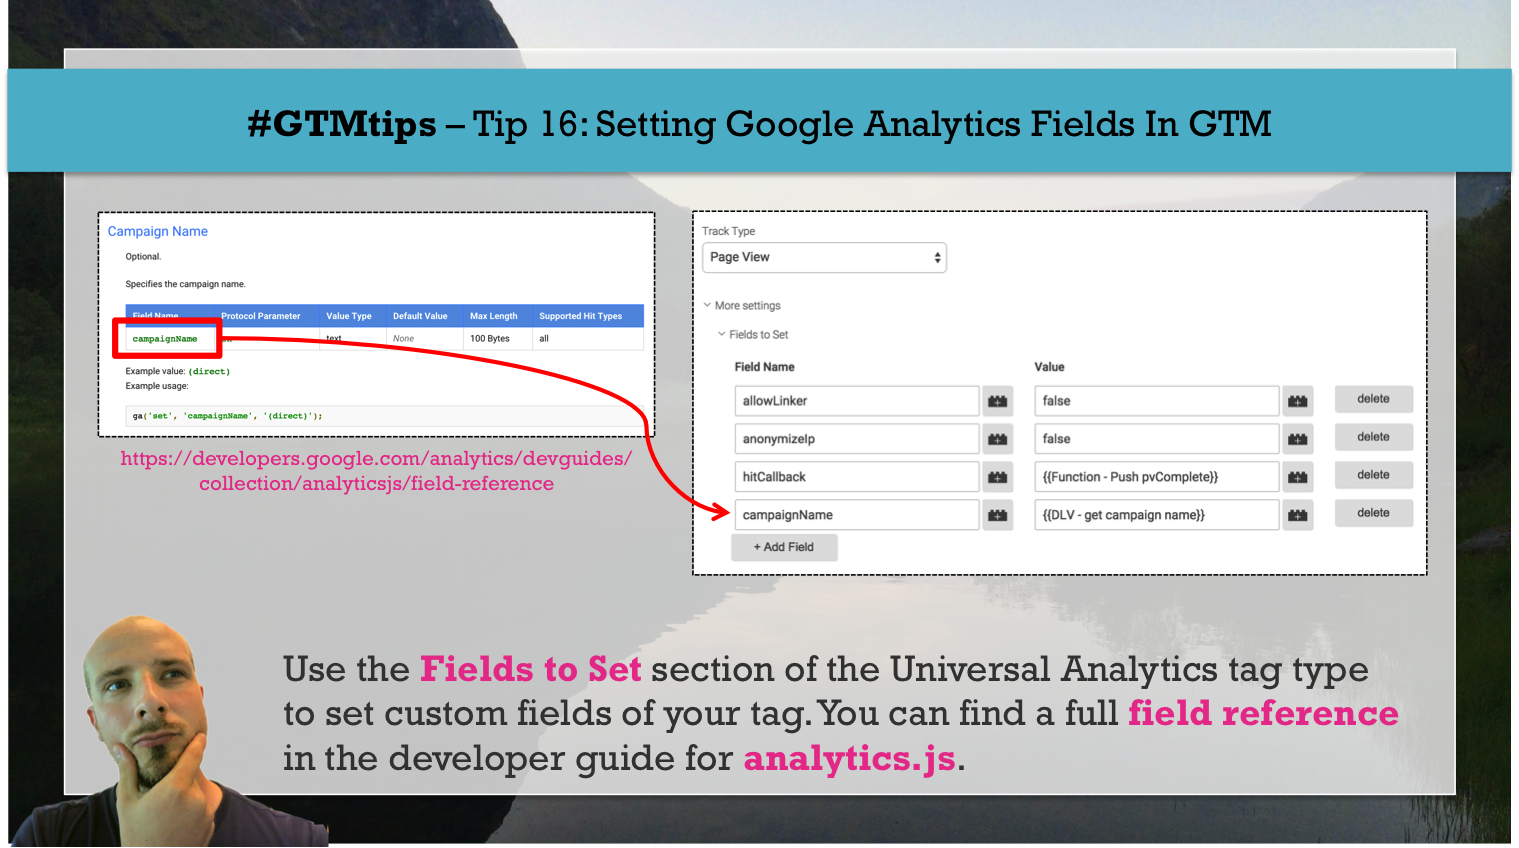 #GTMtips – Tip 16: Setting Google Analytics Fields In GTM
Campaign Name
Optional.
Specifies the campaign name.
Field Name Protocol Parameter Value Type Default Value Max Length Supported Hit Types
campaignName text None 100 Bytes all
Example value: (direct)
Example usage:
ga('set', 'campaignName', '(direct)');
https://developers.google.com/analytics/devguides/
collection/analyticsjs/field-reference
Track Type
Page View
More settings
Fields to Set
Field Name Value
allowLinker false delete
anonymizeIp false delete
hitCallback {{Function - Push pvComplete}} delete
campaignName {{DLV - get campaign name}} delete
+ Add Field
Use the Fields to Set section of the Universal Analytics tag type
to set custom fields of your tag. You can find a full field reference
in the developer guide for analytics.js.